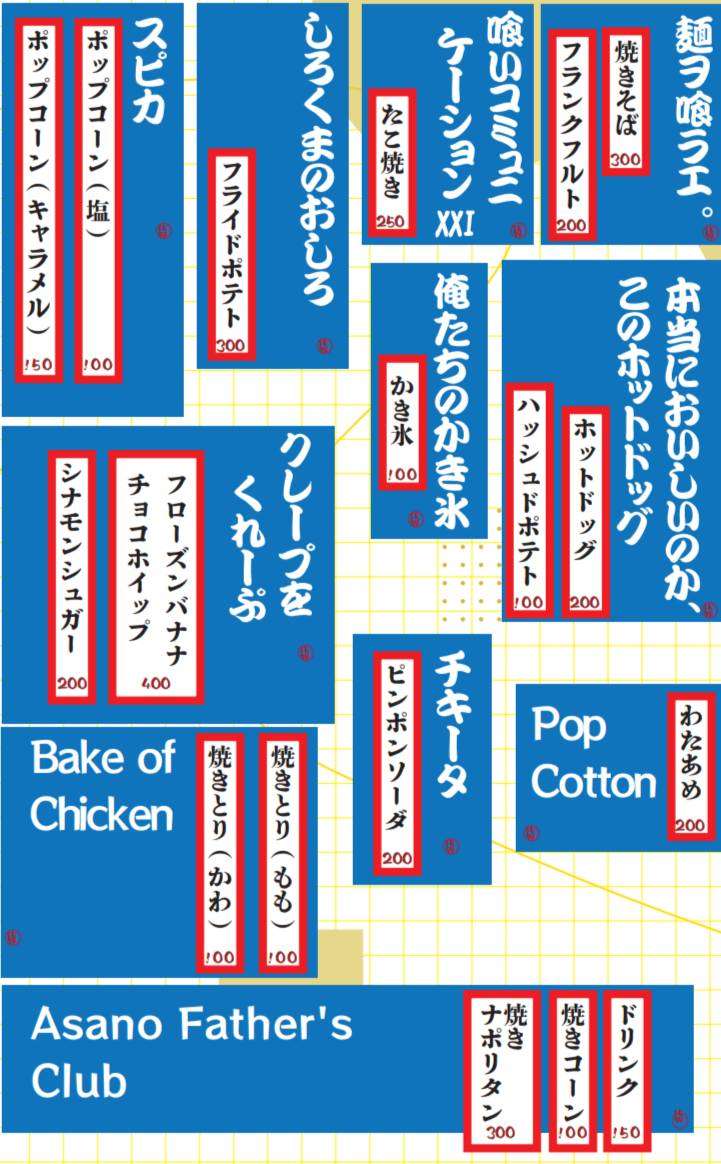 麺ヲ喰ラエ。
焼きそば
300
フランクフルト
200
喰いコミュニ
ケーション
XXI
たこ焼き
250
しろくまのおしろ
フライドポテト
300
スピカ
ポップコーン(塩)
100
ポップコーン(キャラメル)
150
本当においしいのか、
このホットドッグ
ホットドッグ
200
ハッシュドポテト
100
俺たちのかき氷
かき氷
100
クレープを
くれーぷ
フローズンバナナ
チョコホイップ
400
シナモンシュガー
200
チキータ
ピンポンソーダ
200
Pop
Cotton
わたあめ
200
Bake of
Chicken
焼きとり(もも)
100
焼きとり(かわ)
100
Asano Father's
Club
ドリンク
150
焼きコーン
100
焼き
ナポリタン
300